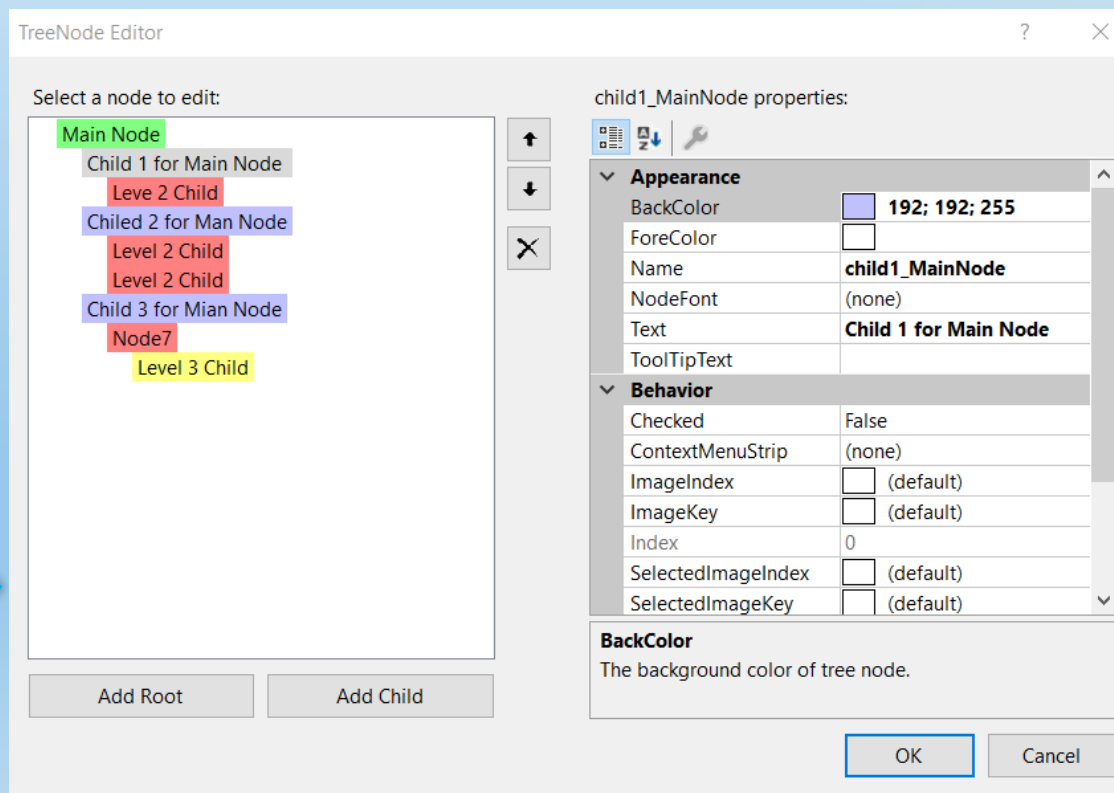 TreeNode Editor
Select a node to edit:
Main Node
Child 1 for Main Node
Leve 2 Child
Chiled 2 for Man Node
Level 2 Child
Level 2 Child
Child 3 for Mian Node
Node7
Level 3 Child
Add Root
Add Child
child1_MainNode properties:
Appearance
BackColor 192; 192; 255
ForeColor
Name child1_MainNode
NodeFont (none)
Text Child 1 for Main Node
ToolTipText
Behavior
Checked False
ContextMenuStrip (none)
ImageIndex (default)
ImageKey (default)
Index 0
SelectedImageIndex (default)
SelectedImageKey (default)
BackColor
The background color of tree node.
OK
Cancel